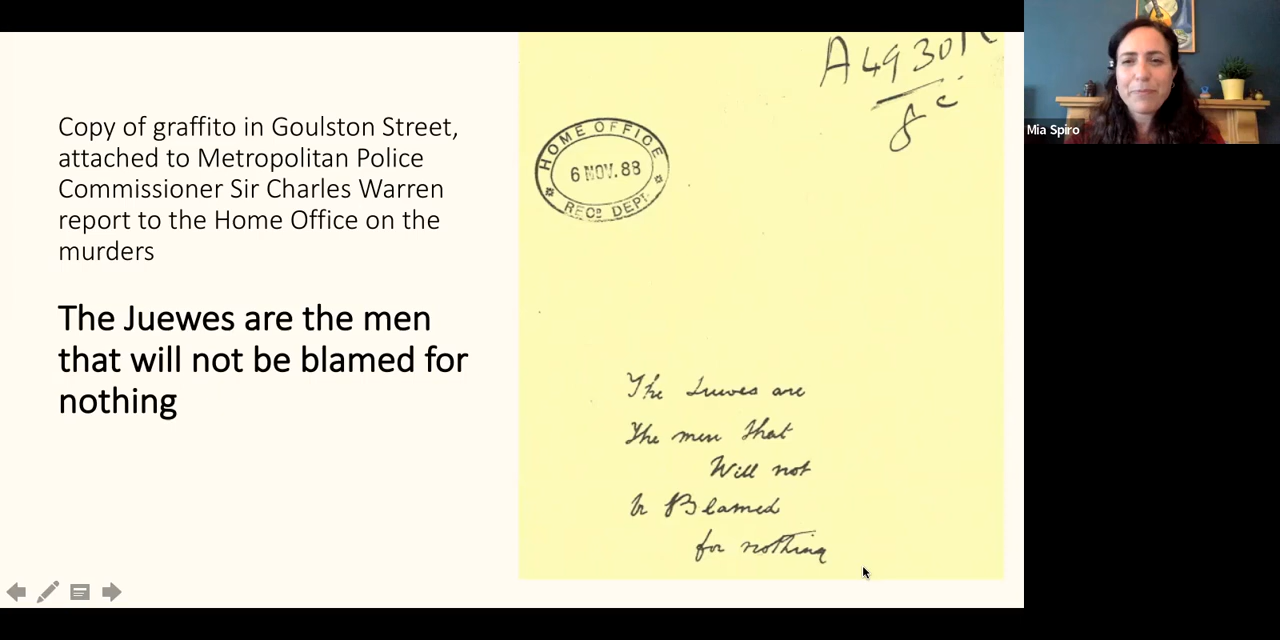 Copy of graffito in Goulston Street,
attached to Metropolitan Police
Commissioner Sir Charles Warren
report to the Home Office on the
murders
The Juewes are the men
that will not be blamed for
nothing
A49301
8c
HOME OFFICE
6 NOV. 88
RECD DEPT.
The Juwes are
The men that
Will not
be Blamed
for nothing
Mia Spiro